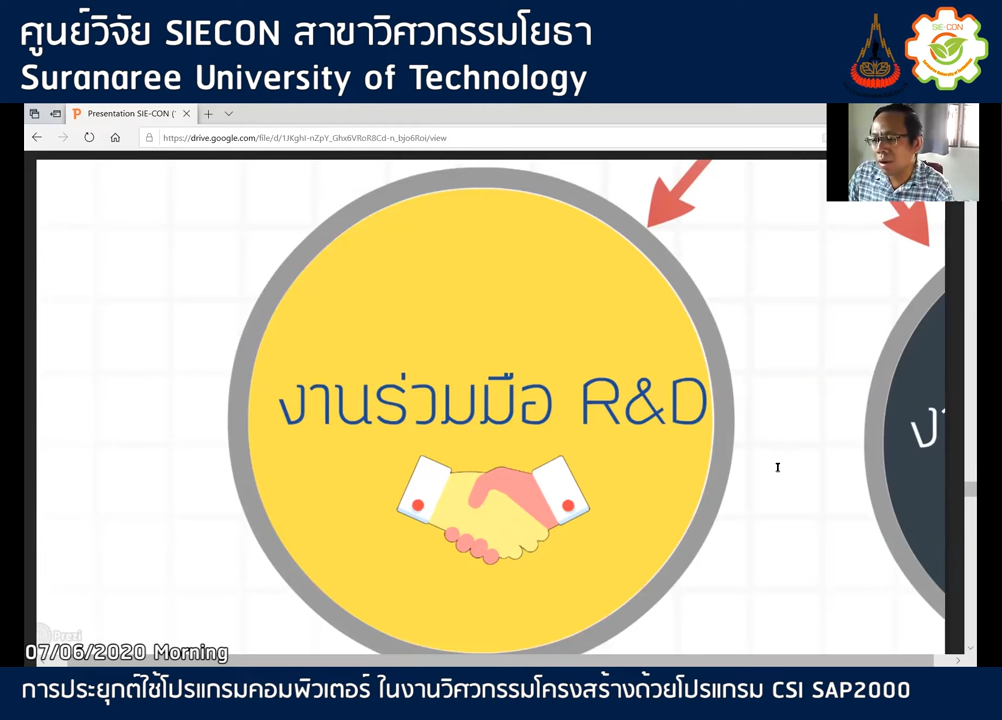 ศูนย์วิจัย SIECON สาขาวิศวกรรมโยธา
Suranaree University of Technology
SIE-CON
Presentation SIE-CON (
https://drive.google.com/file/d/1JKghI-nZpY_Ghx6VRoR8Cd-n_bjo6Roi/view
งานร่วมมือ R&D
ง
Prezi
07/06/2020 Morning
การประยุกต์ใช้โปรแกรมคอมพิวเตอร์ ในงานวิศวกรรมโครงสร้างด้วยโปรแกรม CSI SAP2000